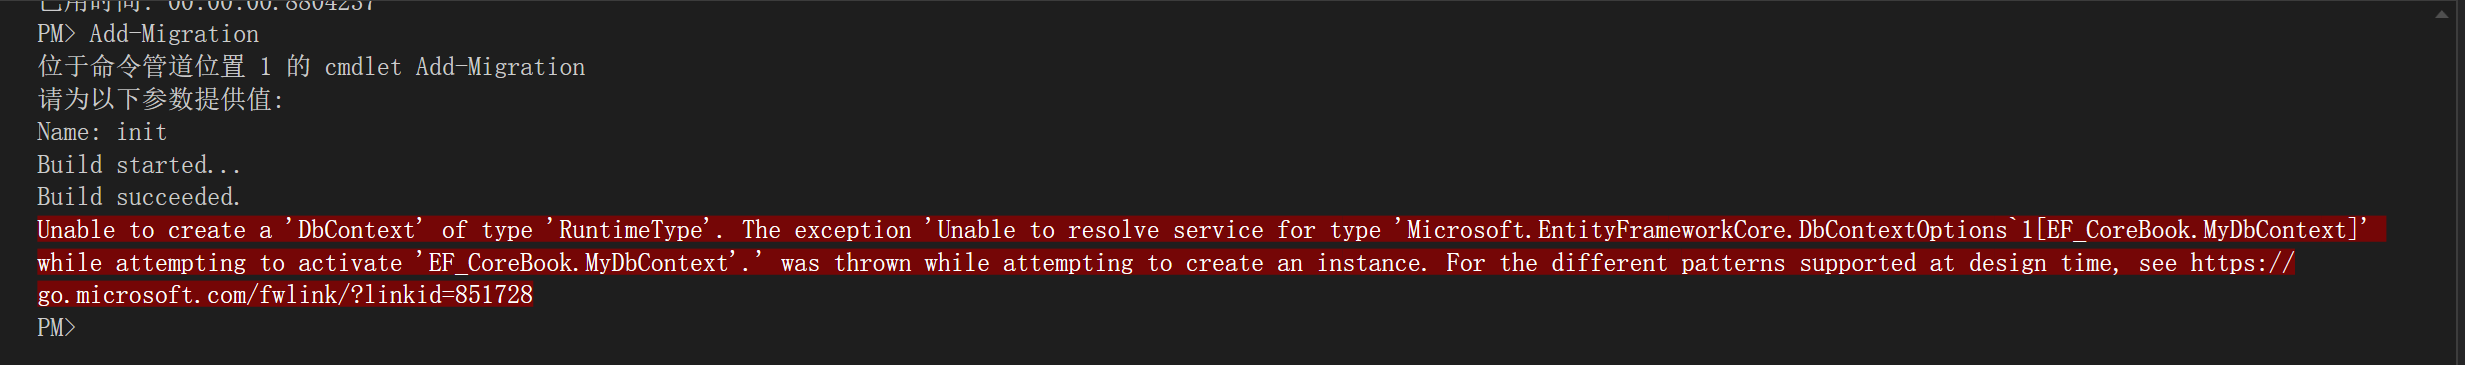 已用时间: 00:00:00.8804237
PM> Add-Migration
位于命令管道位置 1 的 cmdlet Add-Migration
请为以下参数提供值:
Name: init
Build started...
Build succeeded.
Unable to create a 'DbContext' of type 'RuntimeType'. The exception 'Unable to resolve service for type 'Microsoft.EntityFrameworkCore.DbContextOptions`1[EF_CoreBook.MyDbContext]'
while attempting to activate 'EF_CoreBook.MyDbContext'.' was thrown while attempting to create an instance. For the different patterns supported at design time, see https://
go.microsoft.com/fwlink/?linkid=851728
PM>